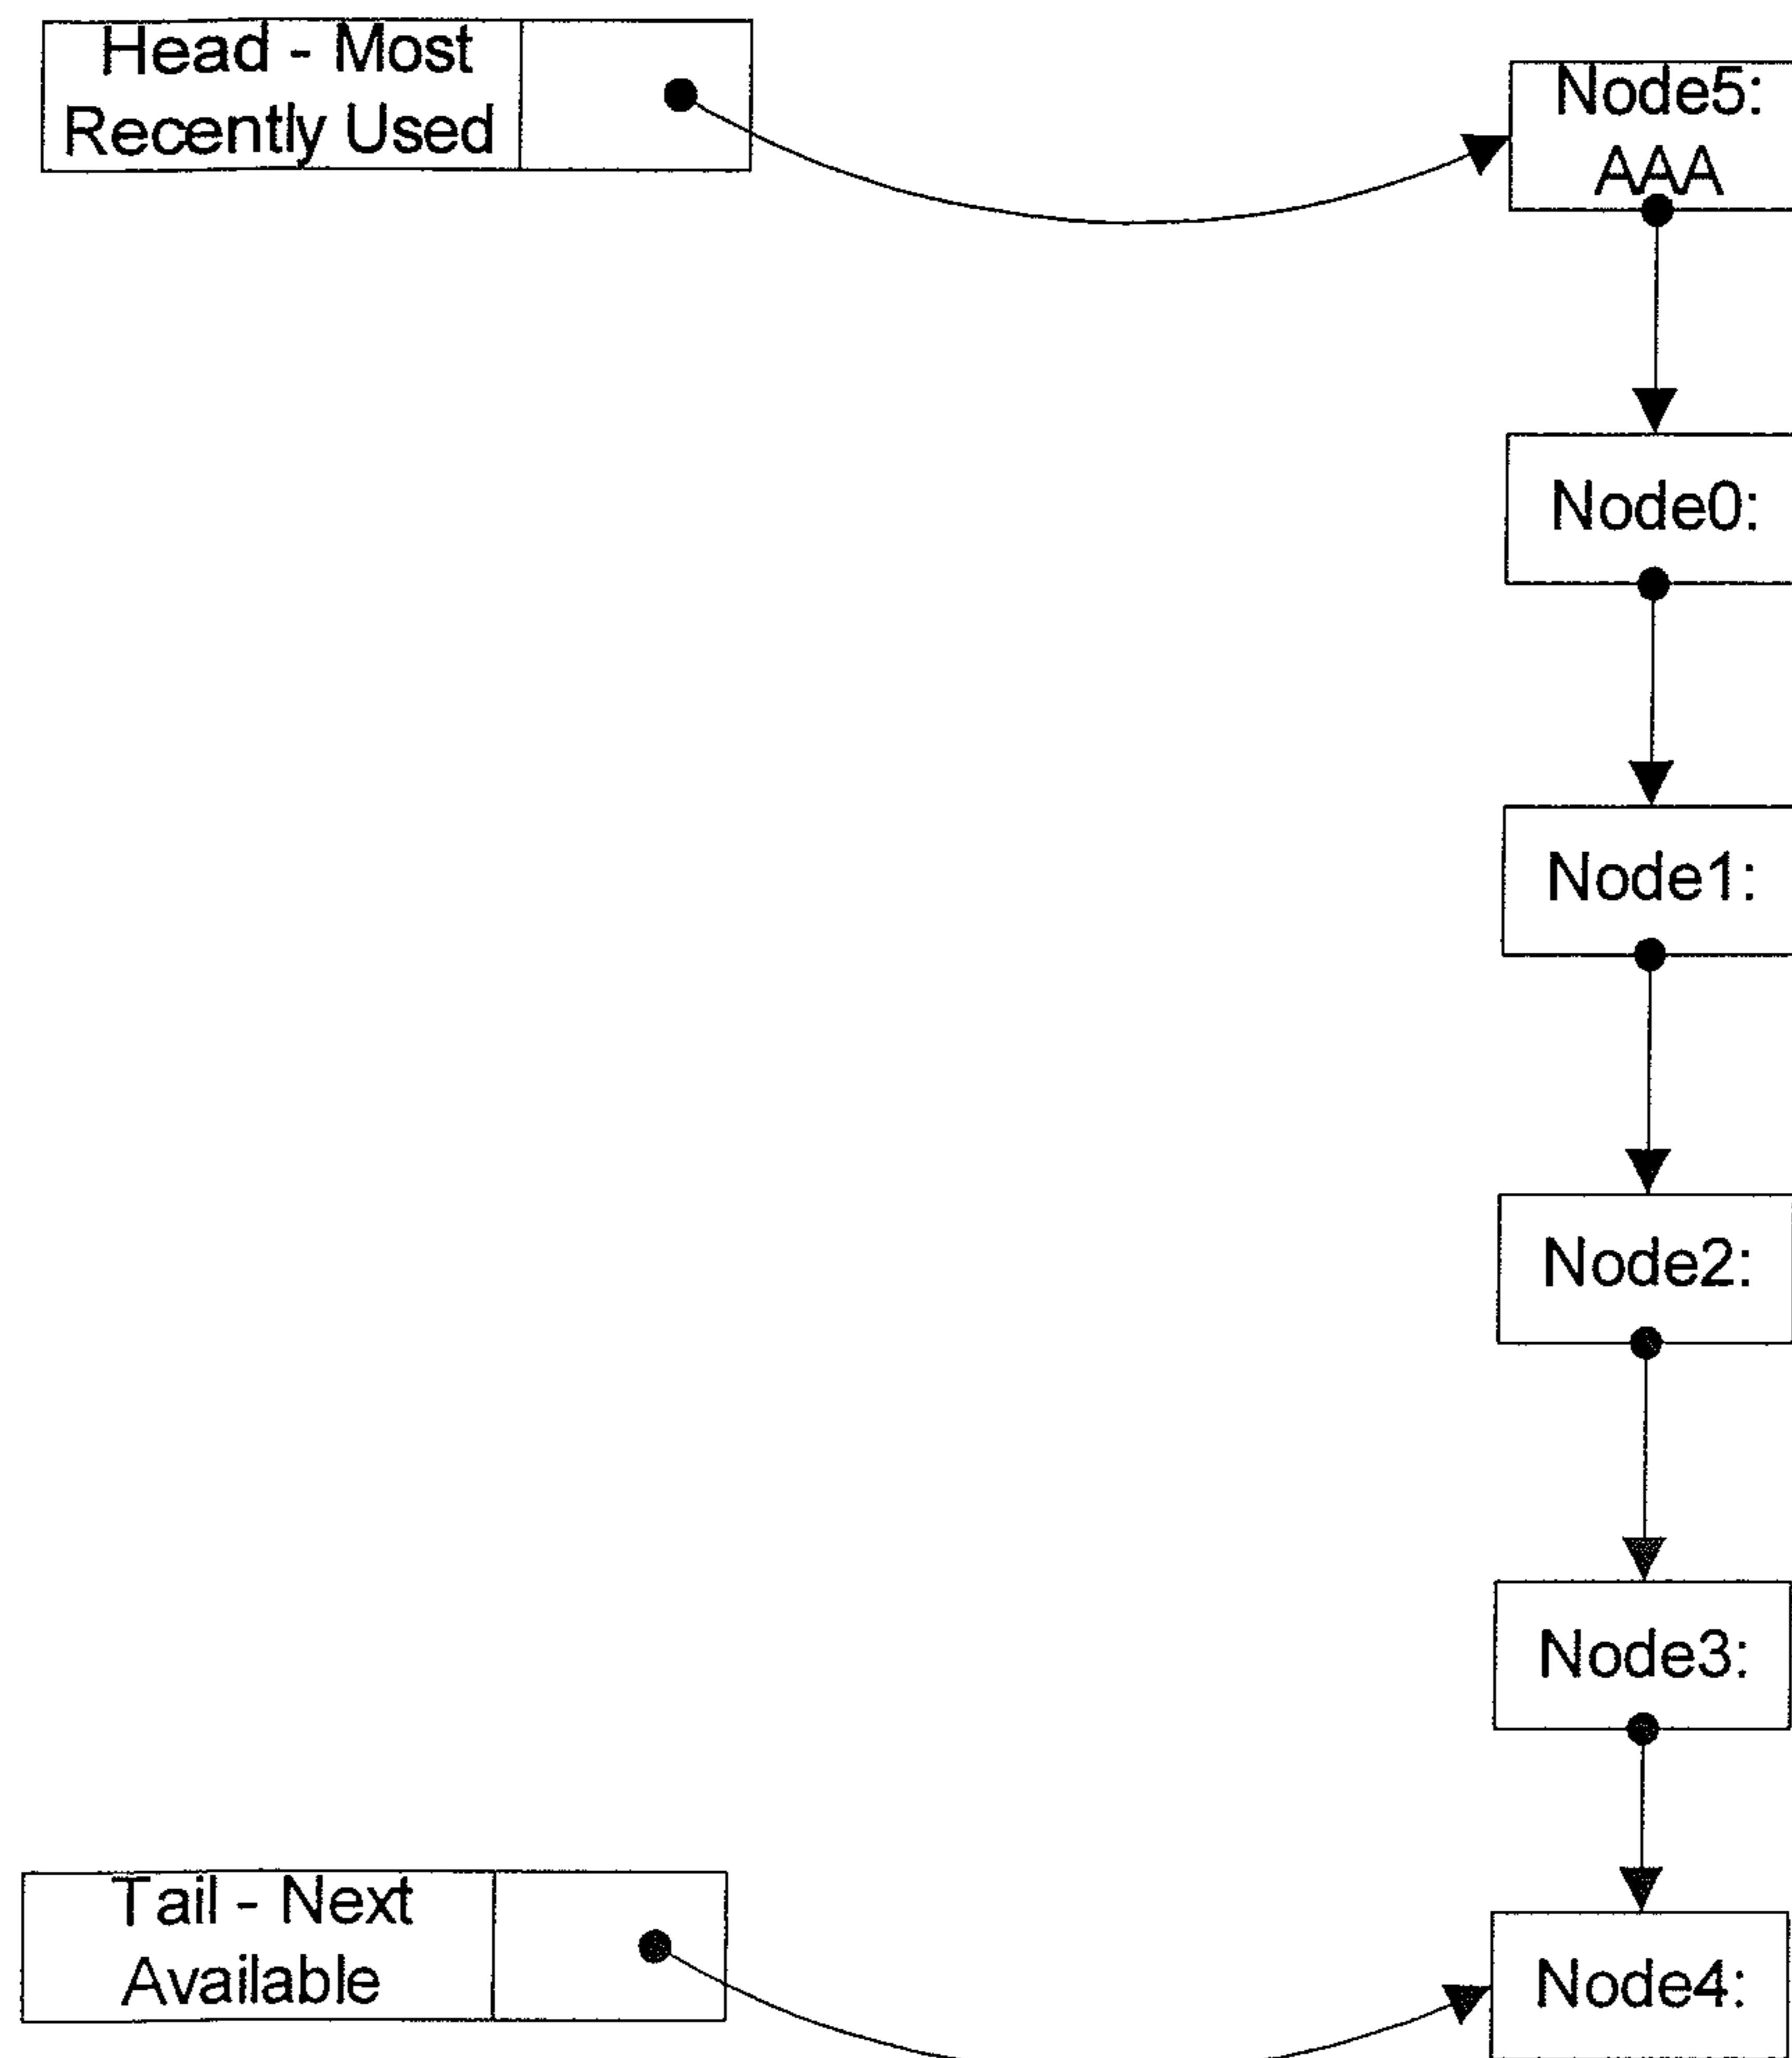 Head - Most
Recently Used
Node5:
AAA
Node0:
Node1:
Node2:
Node3:
Tail - Next
Available
Node4: